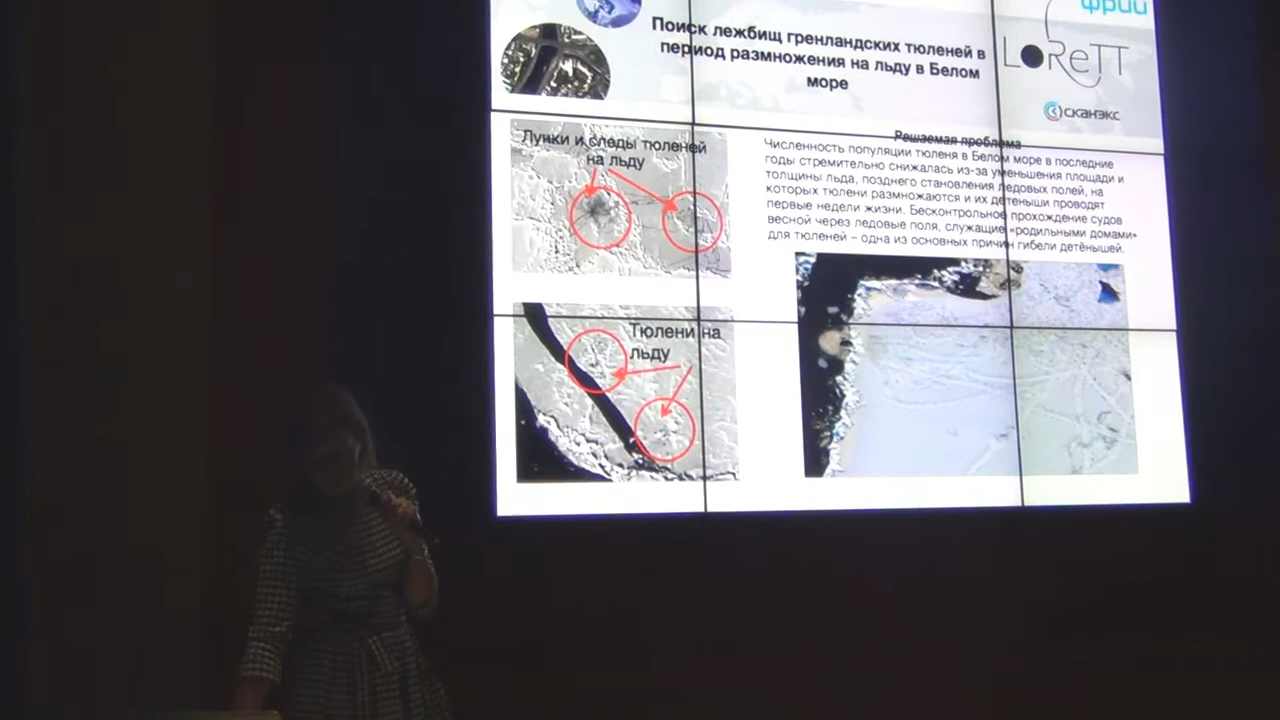 Поиск лежбищ гренландских тюленей в
период размножения на льду в Белом
море
фрии
LoReTT
сканэкс
Лунки и следы тюленей
на льду
Тюлени на
льду
Решаемая проблема
Численность популяции тюленя в Белом море в последние
годы стремительно снижалась из-за уменьшения площади и
толщины льда, позднего становления ледовых полей, на
которых тюлени размножаются и их детеныши проводят
первые недели жизни. Бесконтрольное прохождение судов
весной через ледовые поля, служащие «родильными домами»
для тюленей – одна из основных причин гибели детёнышей.